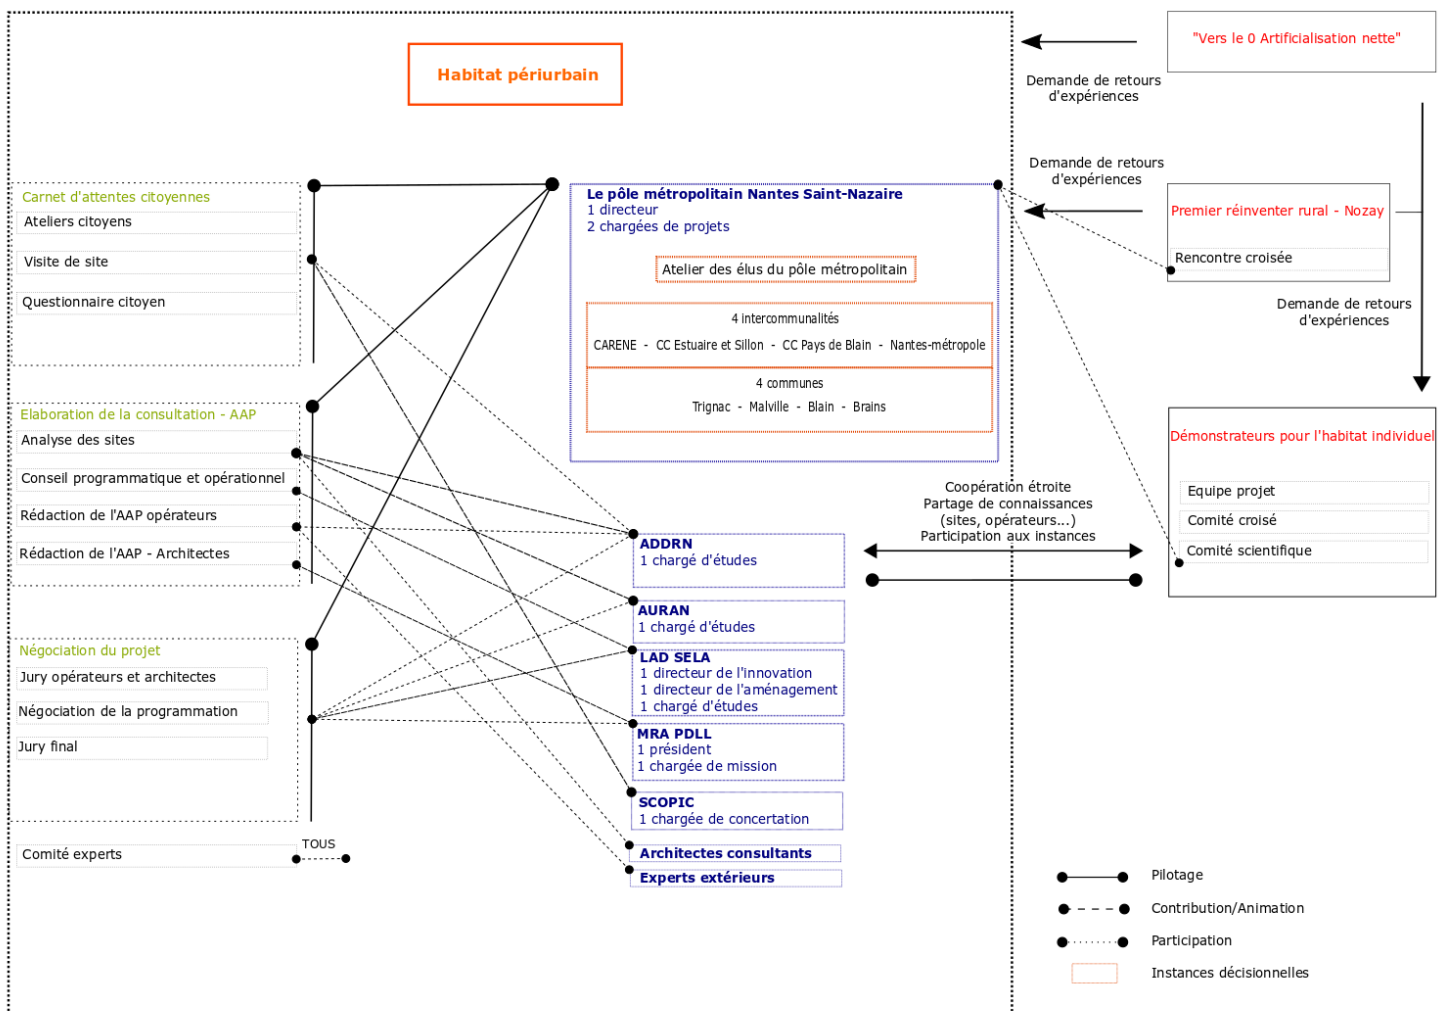 Habitat périurbain
"Vers le 0 Artificialisation nette"
Demande de retours
d'expériences
Demande de retours
d'expériences
Premier réinventer rural - Nozay
Rencontre croisée
Demande de retours
d'expériences
Carnet d'attentes citoyennes
Ateliers citoyens
Visite de site
Questionnaire citoyen
Le pôle métropolitain Nantes Saint-Nazaire
1 directeur
2 chargées de projets
Atelier des élus du pôle métropolitain
4 intercommunalités
CARENE - CC Estuaire et Sillon - CC Pays de Blain - Nantes-métropole
4 communes
Trignac - Malville - Blain - Brains
Elaboration de la consultation - AAP
Analyse des sites
Conseil programmatique et opérationnel
Rédaction de l'AAP opérateurs
Rédaction de l'AAP - Architectes
Démonstrateurs pour l'habitat individuel
Equipe projet
Comité croisé
Comité scientifique
Coopération étroite
Partage de connaissances
(sites, opérateurs...)
Participation aux instances
ADDRN
1 chargé d'études
AURAN
1 chargé d'études
LAD SELA
1 directeur de l'innovation
1 directeur de l'aménagement
1 chargé d'études
MRA PDLL
1 président
1 chargée de mission
SCOPIC
1 chargée de concertation
Architectes consultants
Experts extérieurs
Négociation du projet
Jury opérateurs et architectes
Négociation de la programmation
Jury final
TOUS
Comité experts
Pilotage
Contribution/Animation
Participation
Instances décisionnelles